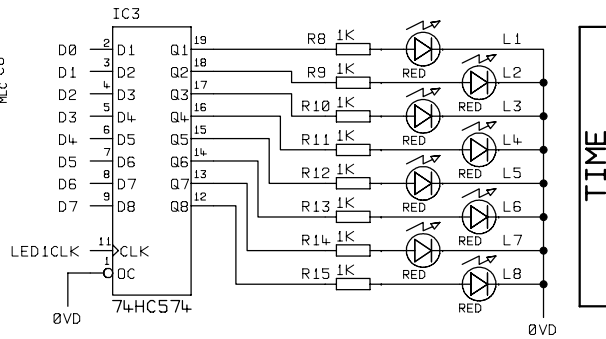 IC3
D0 2 D1 Q1 19 R8 1K RED L1
D1 3 D2 Q2 18 R9 1K RED L2
D2 4 D3 Q3 17 R10 1K RED L3
D3 5 D4 Q4 16 R11 1K RED L4
D4 6 D5 Q5 15 R12 1K RED L5
D5 7 D6 Q6 14 R13 1K RED L6
D6 8 D7 Q7 13 R14 1K RED L7
D7 9 D8 Q8 12 R15 1K RED L8
LED1CLK 11 CLK
1 OC
74HC574
0VD
0VD
TIME